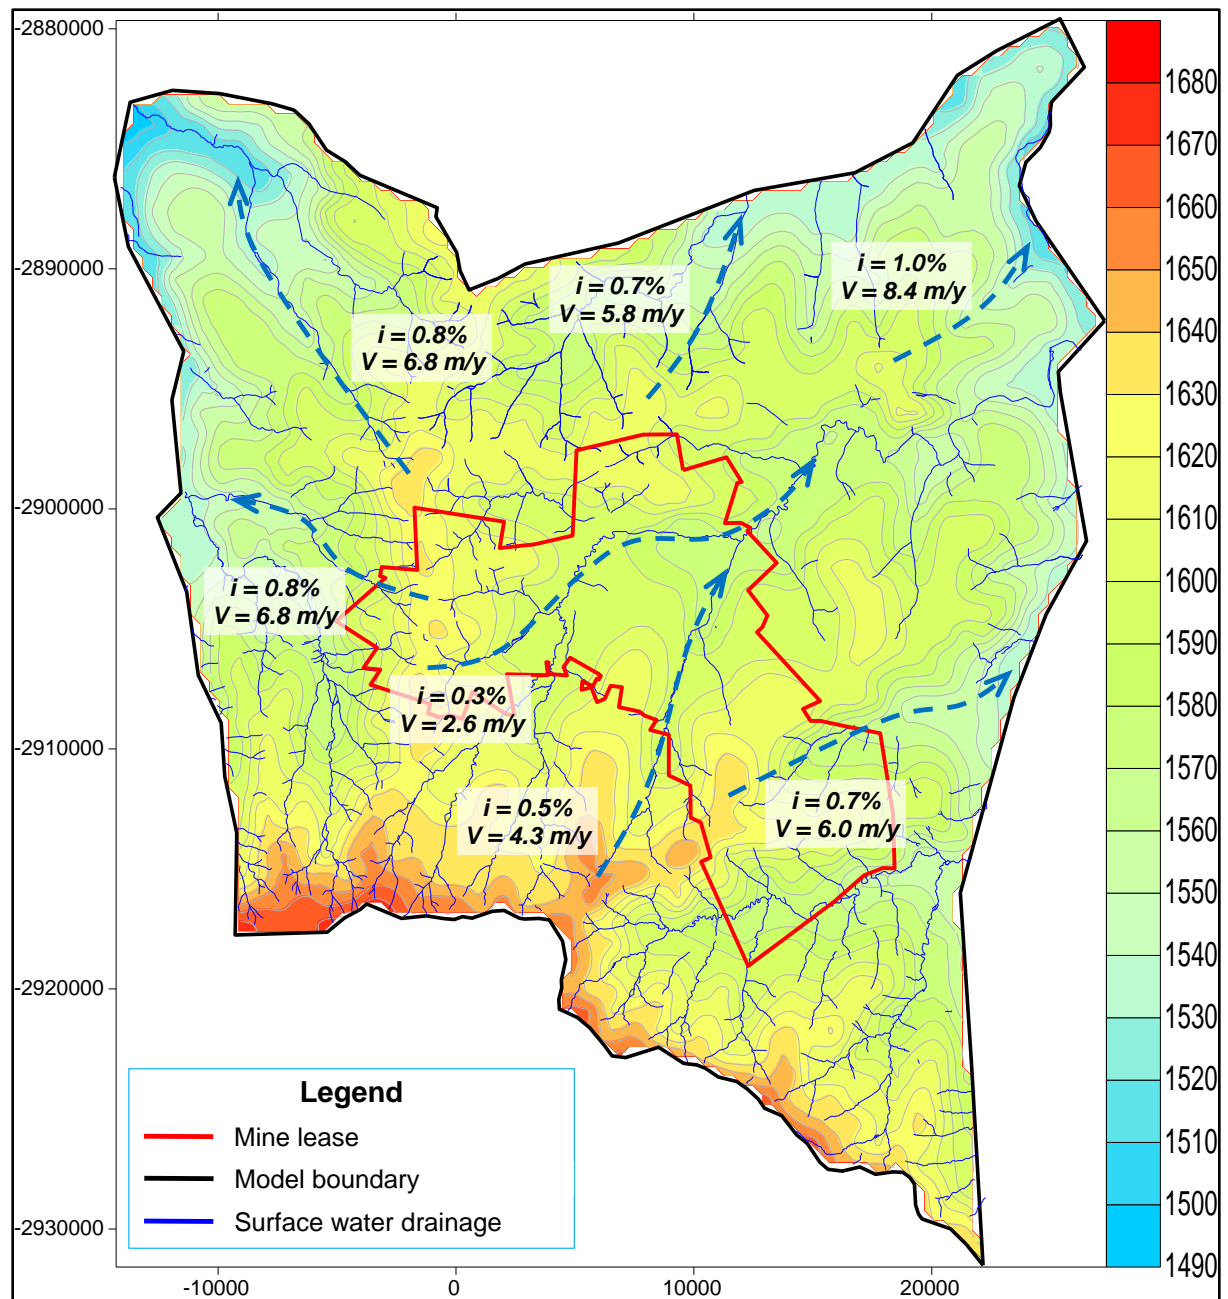 -2880000
-2890000
-2900000
-2910000
-2920000
-2930000
-10000
0
10000
20000
1680
1670
1660
1650
1640
1630
1620
1610
1600
1590
1580
1570
1560
1550
1540
1530
1520
1510
1500
1490
i = 1.0%
V = 8.4 m/y
i = 0.7%
V = 5.8 m/y
i = 0.8%
V = 6.8 m/y
i = 0.8%
V = 6.8 m/y
i = 0.3%
V = 2.6 m/y
i = 0.5%
V = 4.3 m/y
i = 0.7%
V = 6.0 m/y
Legend
Mine lease
Model boundary
Surface water drainage